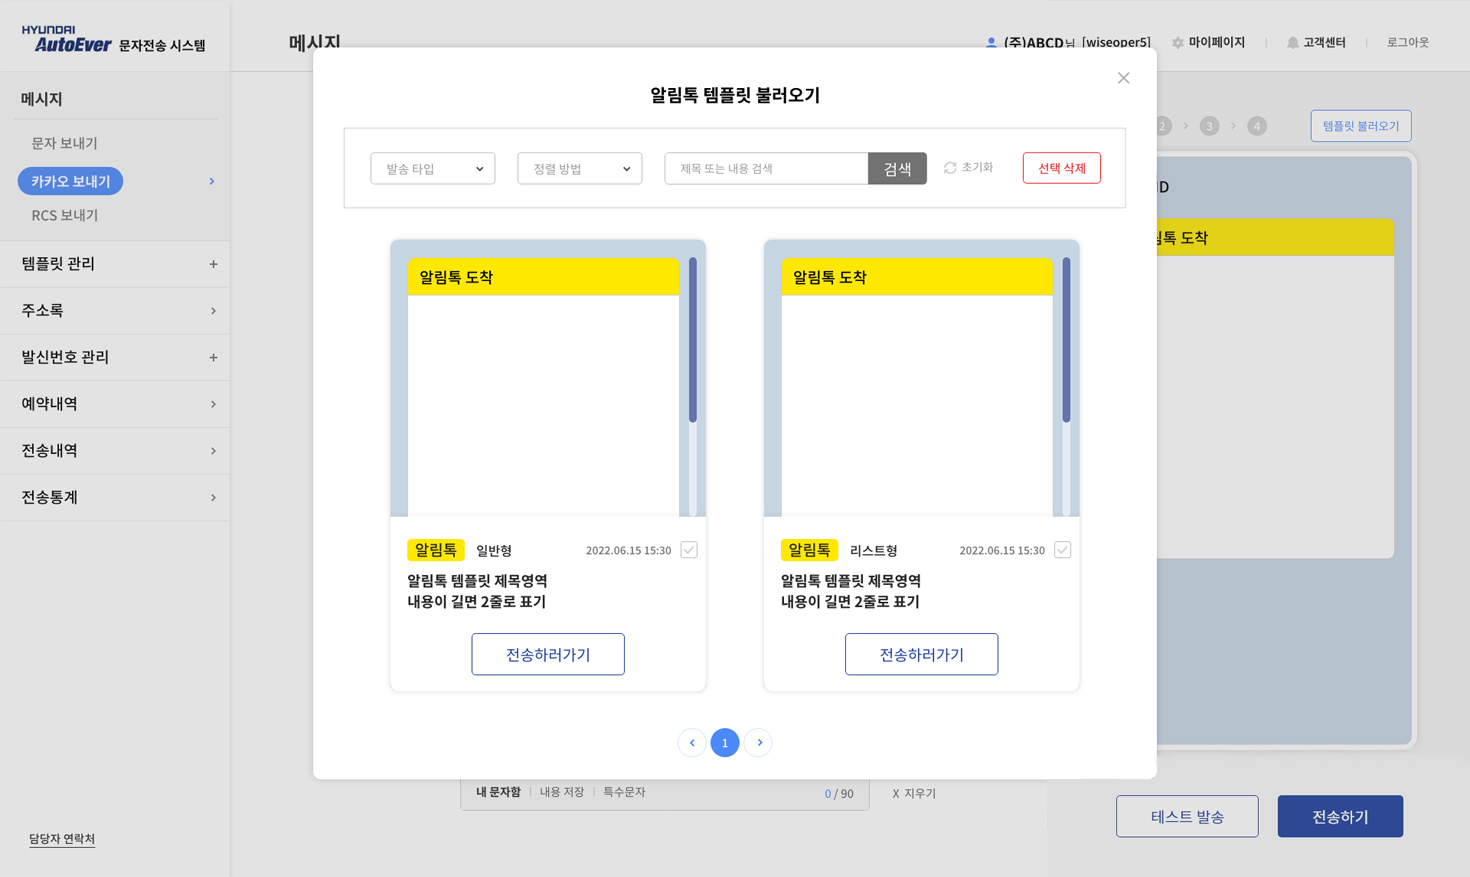 HYUNDAI
AutoEver 문자전송 시스템
메시지
(주)ABCD님 [wiseoper5]
마이페이지
고객센터
로그아웃
메시지
문자 보내기
카카오 보내기
RCS 보내기
템플릿 관리
주소록
발신번호 관리
예약내역
전송내역
전송통계
담당자 연락처
2 3 4
템플릿 불러오기
알림톡 템플릿 불러오기
발송 타입
정렬 방법
제목 또는 내용 검색
검색
초기화
선택 삭제
알림톡 도착
알림톡 일반형 2022.06.15 15:30
알림톡 템플릿 제목영역
내용이 길면 2줄로 표기
전송하러가기
알림톡 도착
알림톡 리스트형 2022.06.15 15:30
알림톡 템플릿 제목영역
내용이 길면 2줄로 표기
전송하러가기
1
톡 도착
내 문자함 | 내용 저장 | 특수문자
0 / 90
X 지우기
테스트 발송
전송하기